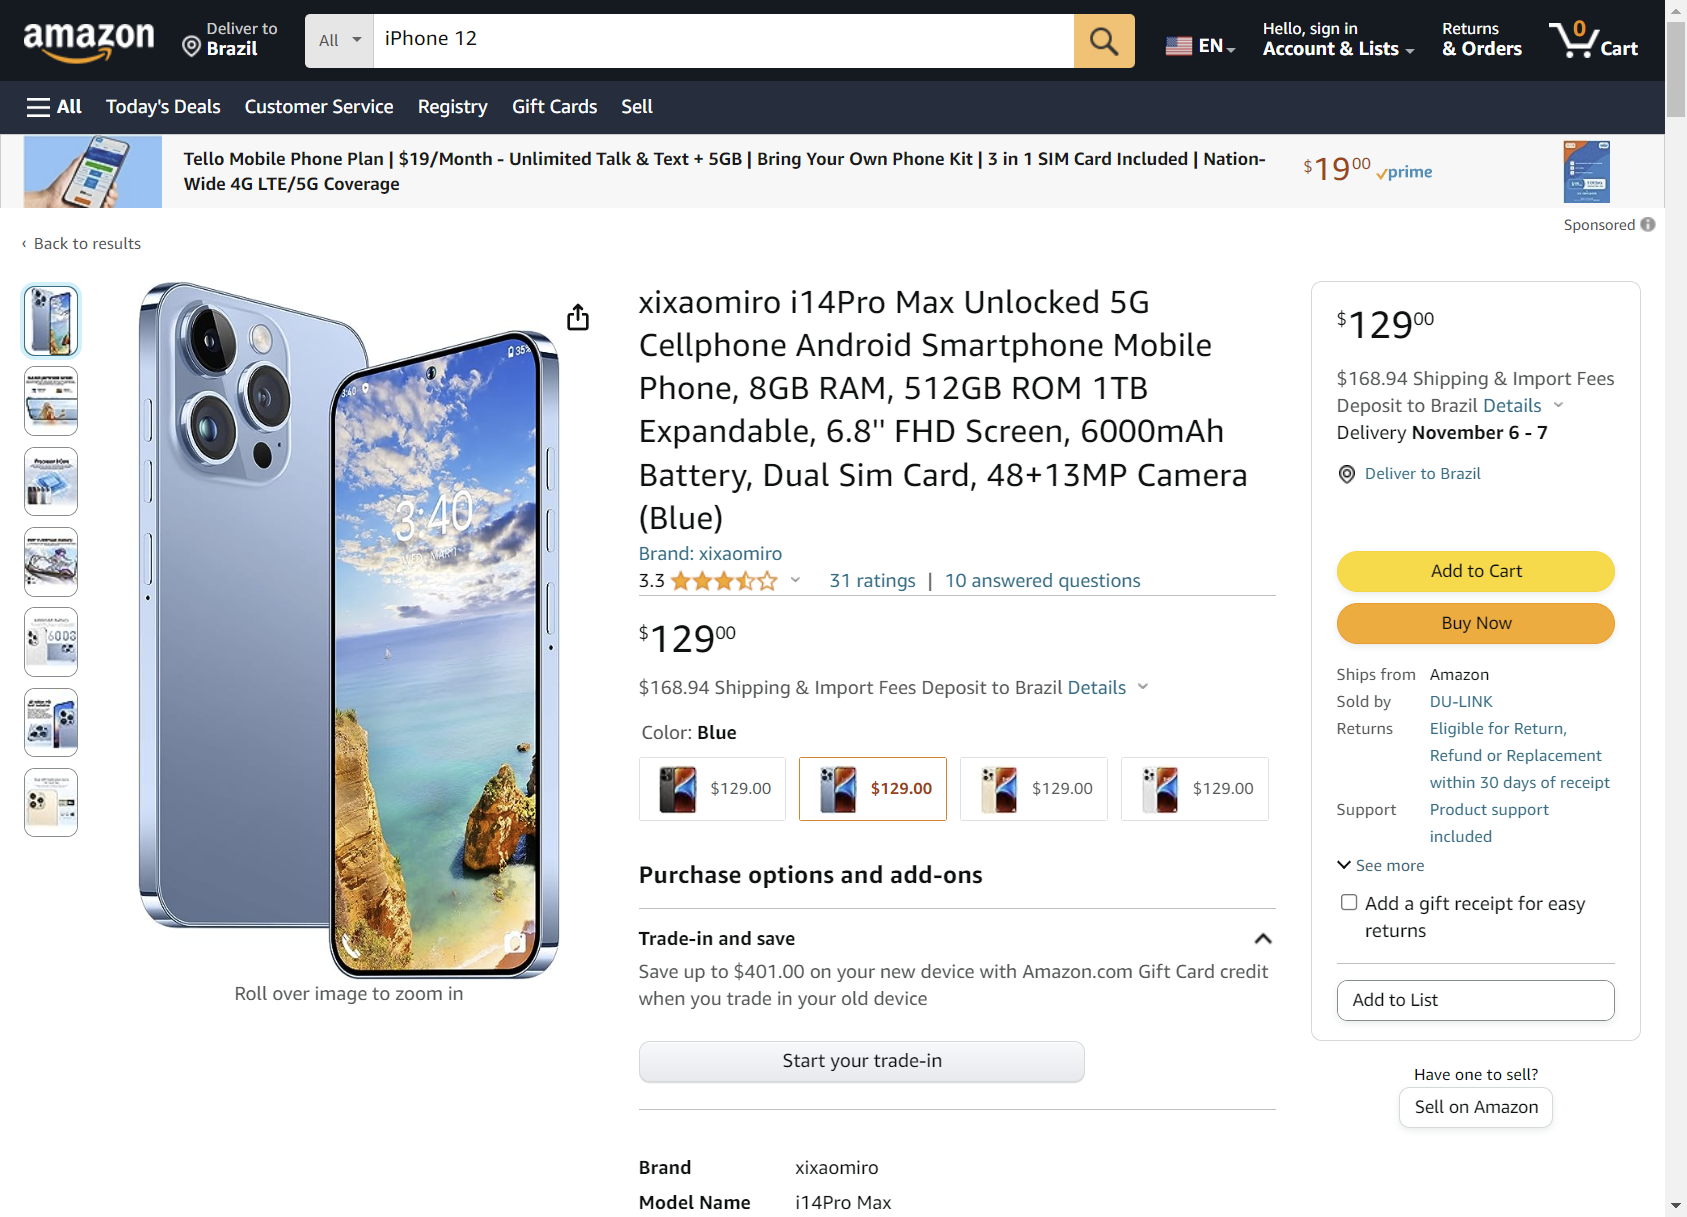 amazon
Deliver to
Brazil
All
iPhone 12
EN
Hello, sign in
Account & Lists
Returns
& Orders
0
Cart
All
Today's Deals
Customer Service
Registry
Gift Cards
Sell
Tello Mobile Phone Plan | $19/Month - Unlimited Talk & Text + 5GB | Bring Your Own Phone Kit | 3 in 1 SIM Card Included | Nation-
Wide 4G LTE/5G Coverage
$19 00
prime
Sponsored
‹ Back to results
3:40
35%
3:40
WED, MAR 1
Roll over image to zoom in
xixaomiro i14Pro Max Unlocked 5G
Cellphone Android Smartphone Mobile
Phone, 8GB RAM, 512GB ROM 1TB
Expandable, 6.8" FHD Screen, 6000mAh
Battery, Dual Sim Card, 48+13MP Camera
(Blue)
Brand: xixaomiro
3.3
31 ratings | 10 answered questions
$129 00
$168.94 Shipping & Import Fees Deposit to Brazil Details
Color: Blue
$129.00
$129.00
$129.00
$129.00
Purchase options and add-ons
Trade-in and save
Save up to $401.00 on your new device with Amazon.com Gift Card credit
when you trade in your old device
Start your trade-in
Brand xixaomiro
Model Name i14Pro Max
$129 00
$168.94 Shipping & Import Fees
Deposit to Brazil Details
Delivery November 6 - 7
Deliver to Brazil
Add to Cart
Buy Now
Ships from Amazon
Sold by DU-LINK
Returns Eligible for Return,
Refund or Replacement
within 30 days of receipt
Support Product support
included
See more
Add a gift receipt for easy
returns
Add to List
Have one to sell?
Sell on Amazon